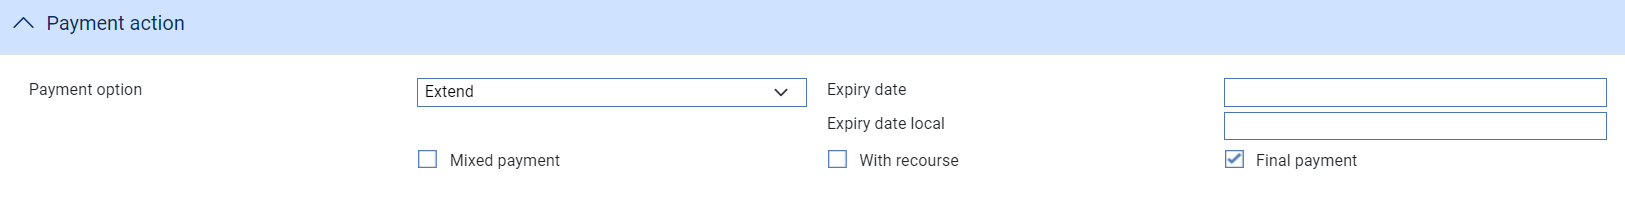 Payment action
Payment option
Extend
Expiry date
Expiry date local
Mixed payment
With recourse
Final payment